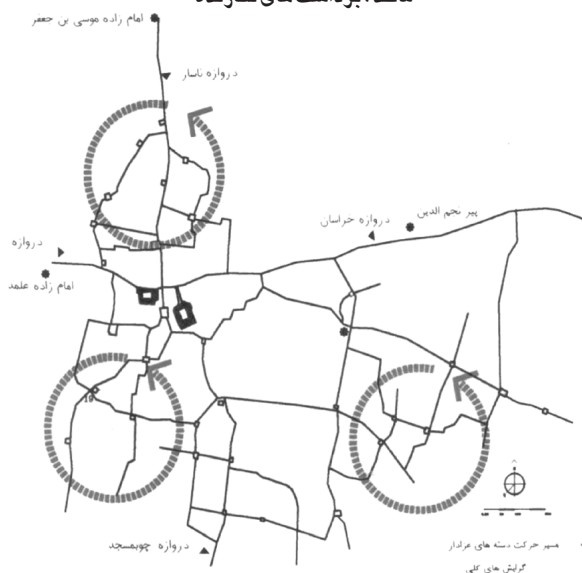 امام زاده موسی بن جعفر
دروازه ناسار
پیر نجم الدین
دروازه خراسان
دروازه
امام زاده علمد
دروازه چوبمسجد
مسیر حرکت دسته های عزادار
گرایش های کلی